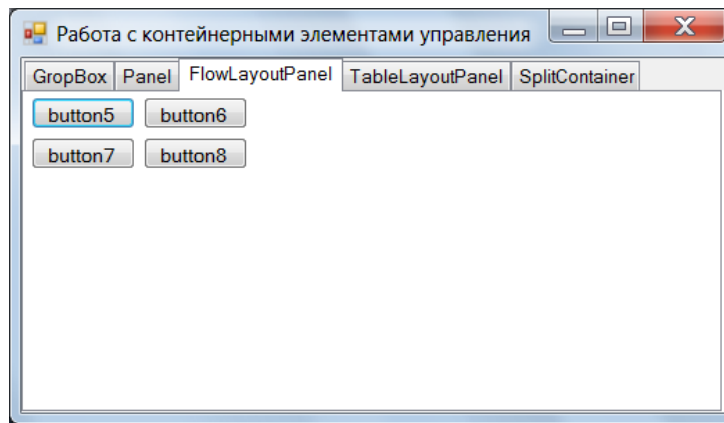 Работа с контейнерными элементами управления
GropBox Panel FlowLayoutPanel TableLayoutPanel SplitContainer
button5 button6
button7 button8